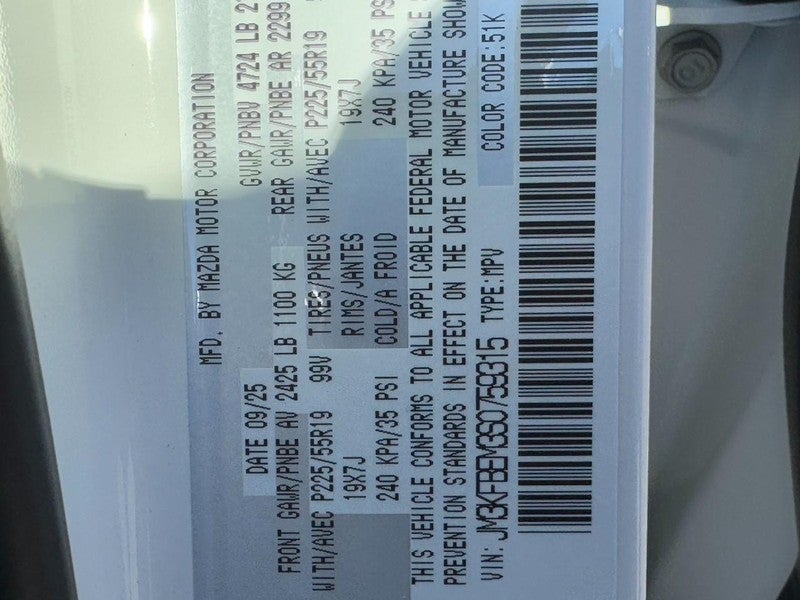 MFD. BY MAZDA MOTOR CORPORATION
DATE 09/25 GVWR/PNBV 4724 LB
FRONT GAWR/PNBE AV 2425 LB 1100 KG REAR GAWR/PNBE AR 2299
WITH/AVEC P225/55R19 99V TIRES/PNEUS WITH/AVEC P225/55R19
19X7J RIMS/JANTES 19X7J
240 KPA/35 PSI COLD/A FROID 240 KPA/35 PS
THIS VEHICLE CONFORMS TO ALL APPLICABLE FEDERAL MOTOR VEHICLE
PREVENTION STANDARDS IN EFFECT ON THE DATE OF MANUFACTURE SHOW
VIN: JM3KFBEM3S0759315 TYPE:MPV COLOR CODE:51K